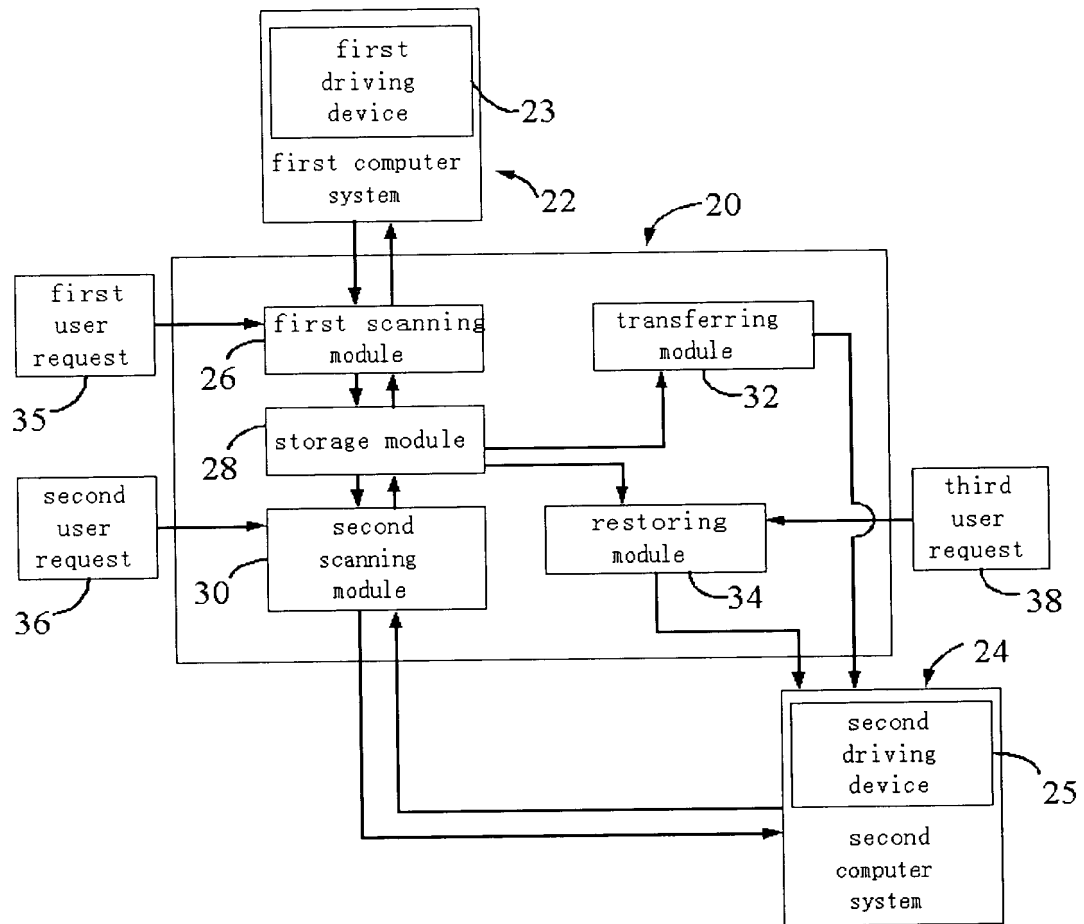 first
driving
device
23
first computer
system
22
20
first
user
request
35
first scanning
module
26
transferring
module
32
storage module
28
second
user
request
36
second
scanning
module
30
restoring
module
34
third
user
request
38
24
second
driving
device
25
second
computer
system